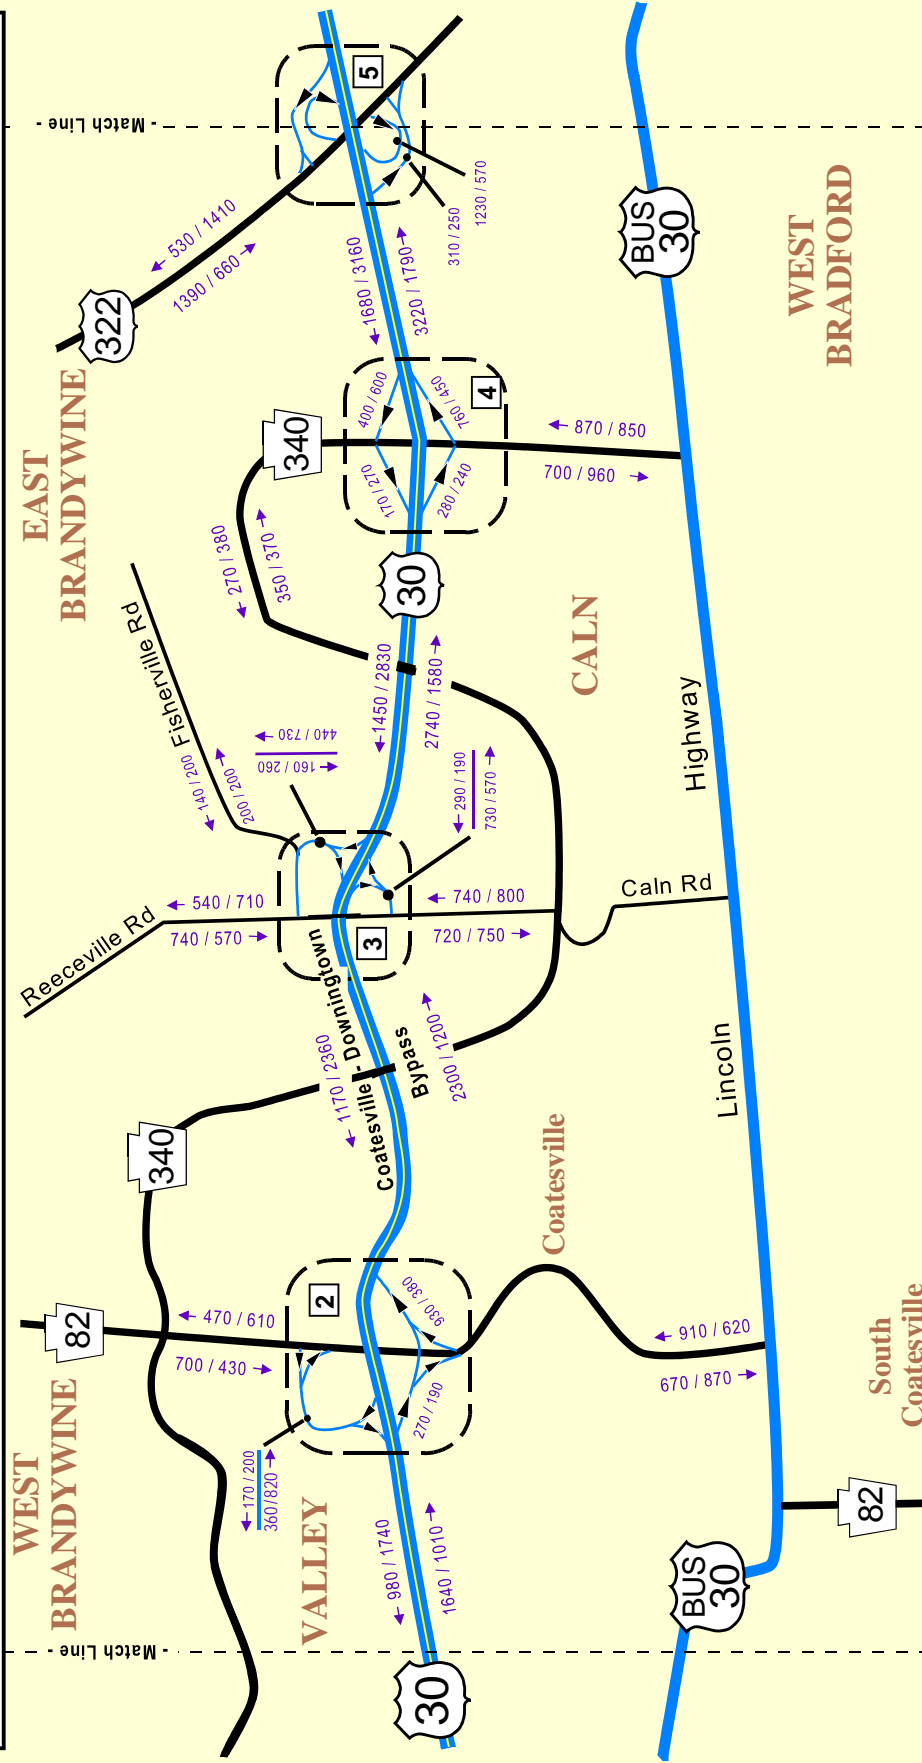 - Match Line -
5
530 / 1410
1390 / 660
322
310 / 250
1230 / 570
1680 / 3160
3220 / 1790
BUS
30
WEST
BRADFORD
EAST
BRANDYWINE
340
400 / 600
760 / 450
4
170 / 270
280 / 240
870 / 850
700 / 960
270 / 380
350 / 370
30
CALN
Fisherville Rd
140 / 200
200 / 200
440 / 730
160 / 260
1450 / 2830
2740 / 1580
290 / 190
730 / 570
Highway
Reeceville Rd
540 / 710
740 / 570
3
740 / 800
720 / 750
Caln Rd
Coatesville - Downingtown
Bypass
1170 / 2360
2300 / 1200
Lincoln
340
Coatesville
82
470 / 610
700 / 430
2
930 / 380
270 / 190
910 / 620
670 / 870
South
Coatesville
WEST
BRANDYWINE
170 / 200
360/820
VALLEY
980 / 1740
1640 / 1010
82
BUS
30
- Match Line -
30